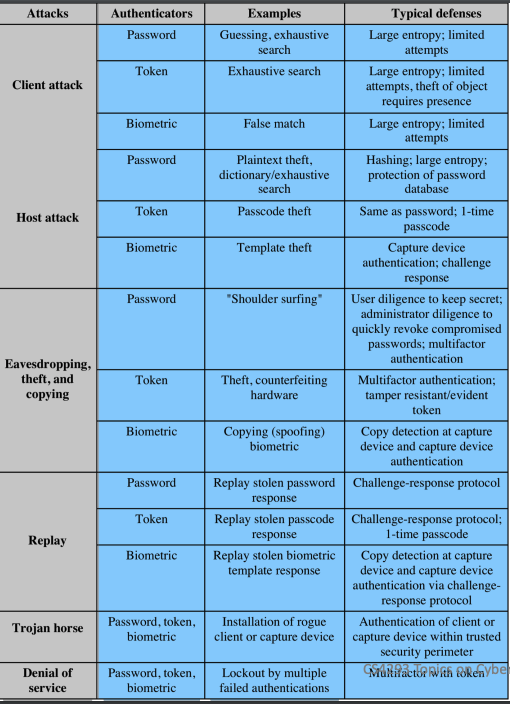 Attacks Authenticators Examples Typical defenses
Client attack
Password
Guessing, exhaustive
search
Large entropy; limited
attempts
Token
Exhaustive search
Large entropy; limited
attempts, theft of object
requires presence
Biometric
False match
Large entropy; limited
attempts
Host attack
Password
Plaintext theft,
dictionary/exhaustive
search
Hashing; large entropy;
protection of password
database
Token
Passcode theft
Same as password; 1-time
passcode
Biometric
Template theft
Capture device
authentication; challenge
response
Eavesdropping,
theft, and
copying
Password
"Shoulder surfing"
User diligence to keep secret;
administrator diligence to
quickly revoke compromised
passwords; multifactor
authentication
Token
Theft, counterfeiting
hardware
Multifactor authentication;
tamper resistant/evident
token
Biometric
Copying (spoofing)
biometric
Copy detection at capture
device and capture device
authentication
Replay
Password
Replay stolen password
response
Challenge-response protocol
Token
Replay stolen passcode
response
Challenge-response protocol;
1-time passcode
Biometric
Replay stolen biometric
template response
Copy detection at capture
device and capture device
authentication via challenge-
response protocol
Trojan horse
Password, token,
biometric
Installation of rogue
client or capture device
Authentication of client or
capture device within trusted
security perimeter
Denial of
service
Password, token,
biometric
Lockout by multiple
failed authentications
Multifactor with token
CS4293 Topics on Cyber